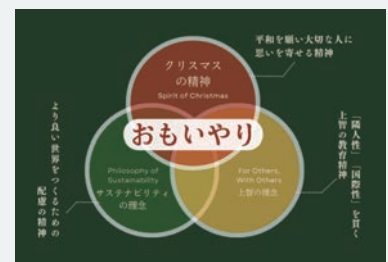 クリスマス
の精神
Spirit of Christmas
平和を願い大切な人に
思いを寄せる精神
おもいやり
Philosophy of
Sustainability
サステナビリティ
の理念
For Others,
With Others
上智の理念
より良い世界をつくるための
配慮の精神
「隣人性」「国際性」を貫く
上智の教育精神